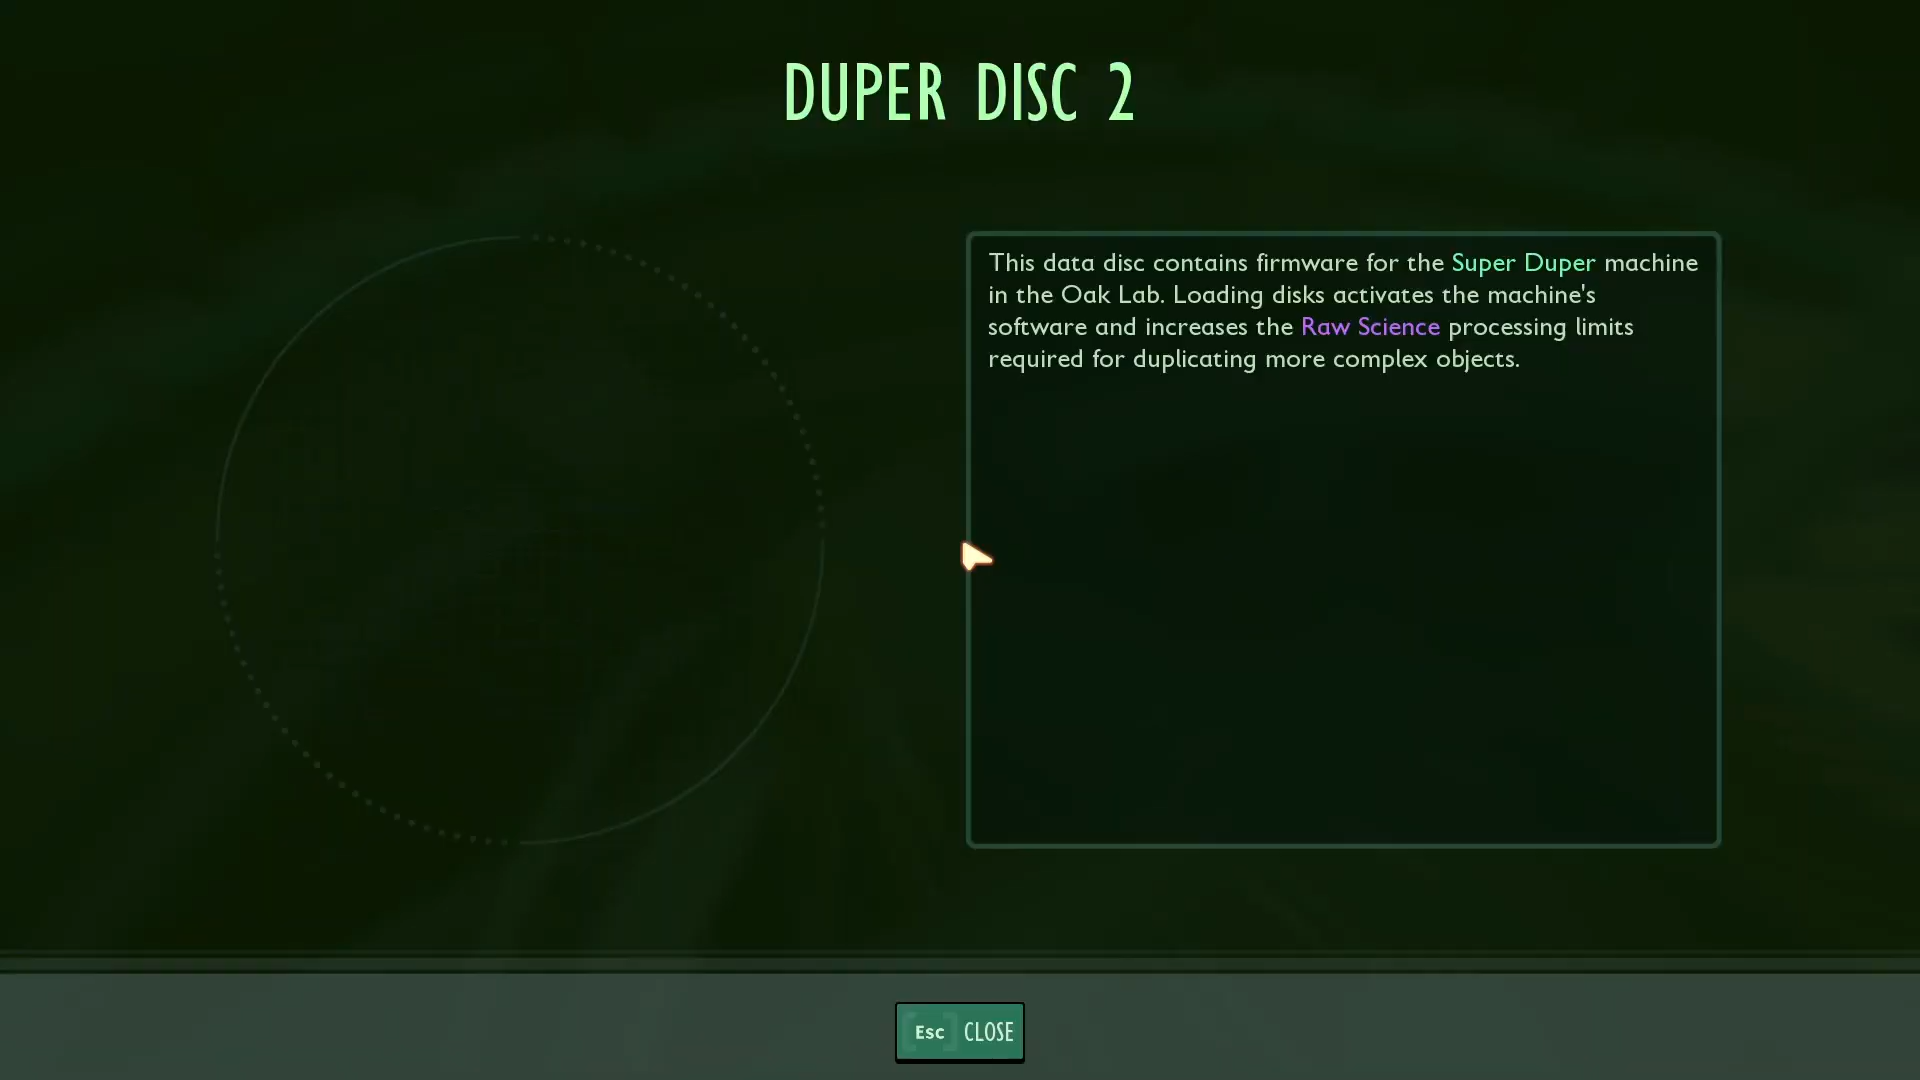 DUPER DISC 2
This data disc contains firmware for the Super Duper machine
in the Oak Lab. Loading disks activates the machine's
software and increases the Raw Science processing limits
required for duplicating more complex objects.
Esc CLOSE